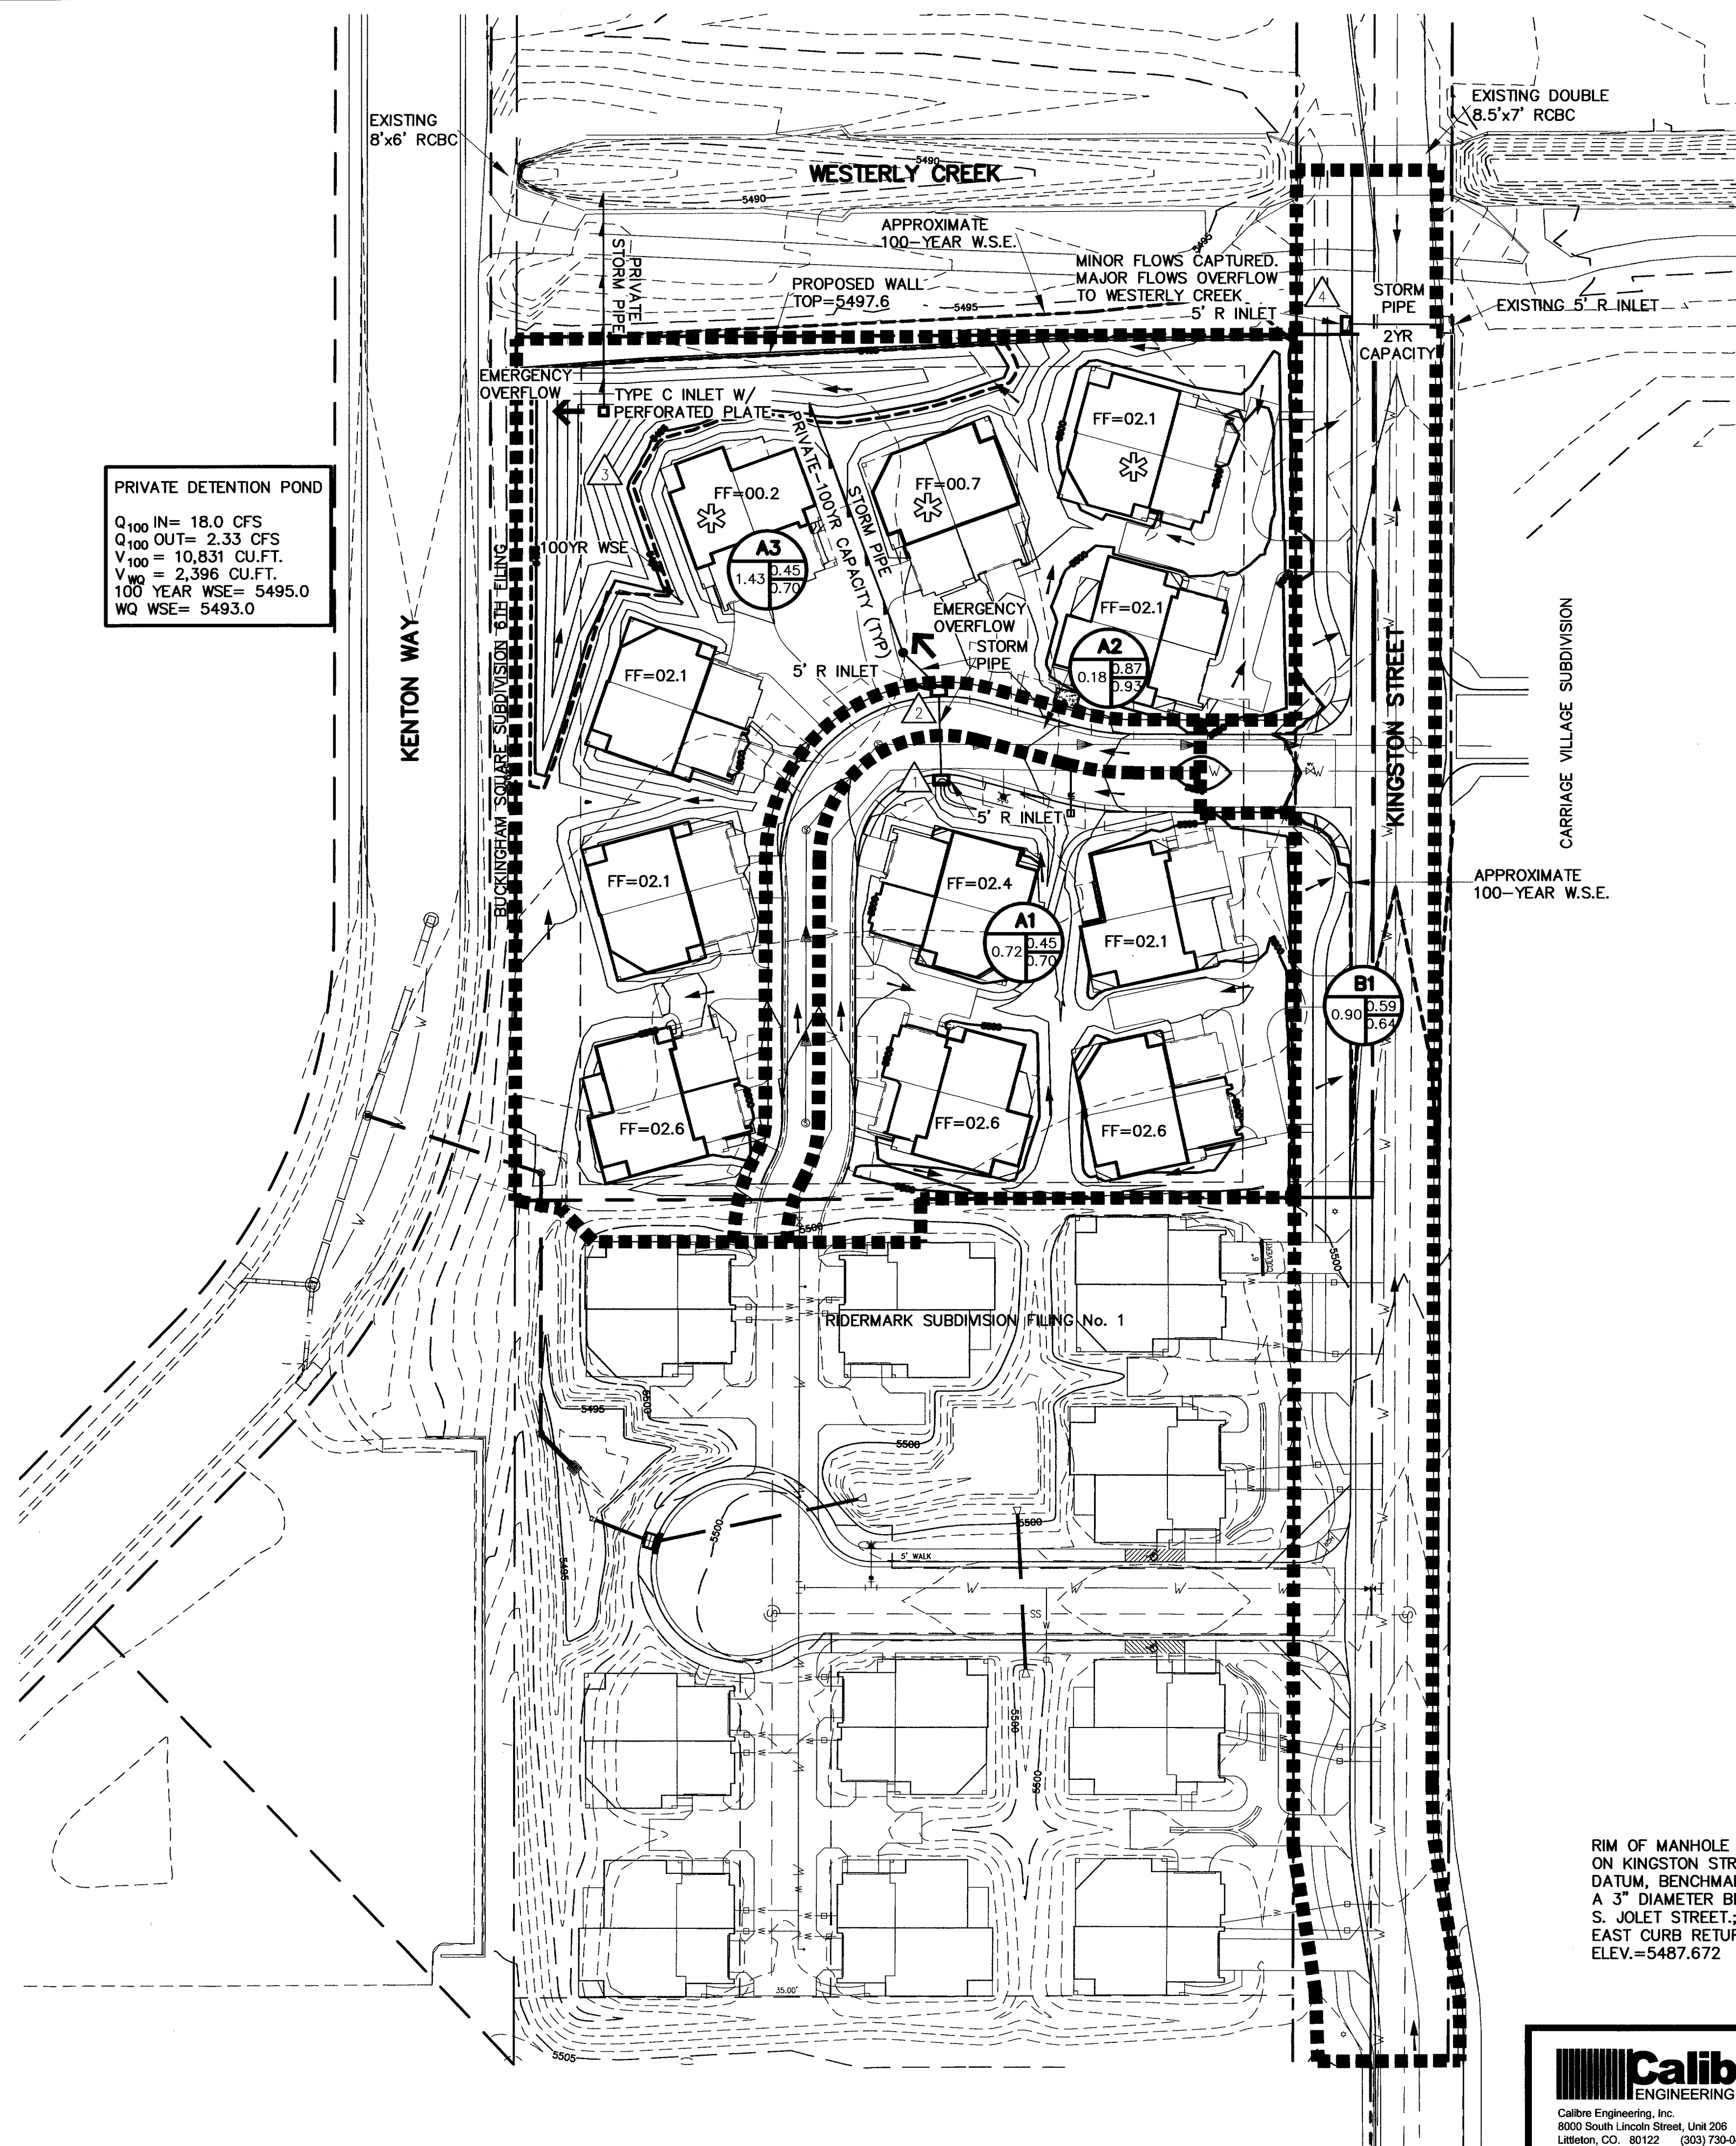 EXISTING
8'x6' RCBC
EXISTING DOUBLE
8.5'x7' RCBC
WESTERLY CREEK
5490
5490
APPROXIMATE
100-YEAR W.S.E.
5495
PRIVATE
STORM PIPE
MINOR FLOWS CAPTURED.
MAJOR FLOWS OVERFLOW
TO WESTERLY CREEK
PROPOSED WALL
TOP=5497.6
5495
5' R INLET
4
STORM
PIPE
EXISTING 5' R INLET
2YR
CAPACITY
EMERGENCY
OVERFLOW
TYPE C INLET W/
PERFORATED PLATE
FF=02.1
3
FF=00.2
FF=00.7
PRIVATE-100YR CAPACITY (TYP)
STORM PIPE
PRIVATE DETENTION POND
Q100 IN= 18.0 CFS
Q100 OUT= 2.33 CFS
V100 = 10,831 CU.FT.
VWQ = 2,396 CU.FT.
100 YEAR WSE= 5495.0
WQ WSE= 5493.0
100YR WSE
A3
1.43
0.45
0.70
KENTON WAY
BUCKINGHAM SQUARE SUBDIVISION 6TH FILING
EMERGENCY
OVERFLOW
STORM
PIPE
FF=02.1
A2
0.18
0.87
0.93
KINGSTON STREET
CARRIAGE VILLAGE SUBDIVISION
FF=02.1
5' R INLET
2
1
W
W
5' R INLET
FF=02.1
FF=02.4
FF=02.1
APPROXIMATE
100-YEAR W.S.E.
A1
0.72
0.45
0.70
B1
0.90
0.59
0.64
FF=02.6
FF=02.6
FF=02.6
5500
6"
CULVERT
5500
RIDERMARK SUBDIVISION FILING No. 1
5500
5495
5500
5500
5500
5495
5' WALK
W
W
W
W
S
SS
W
S
5500
5500
35.00'
5505
RIM OF MANHOLE
ON KINGSTON STR
DATUM, BENCHMA
A 3" DIAMETER B
S. JOLET STREET.;
EAST CURB RETU
ELEV.=5487.672
Calib
ENGINEERING
Calibre Engineering, Inc.
8000 South Lincoln Street, Unit 206
Littleton, CO. 80122 (303) 730-0